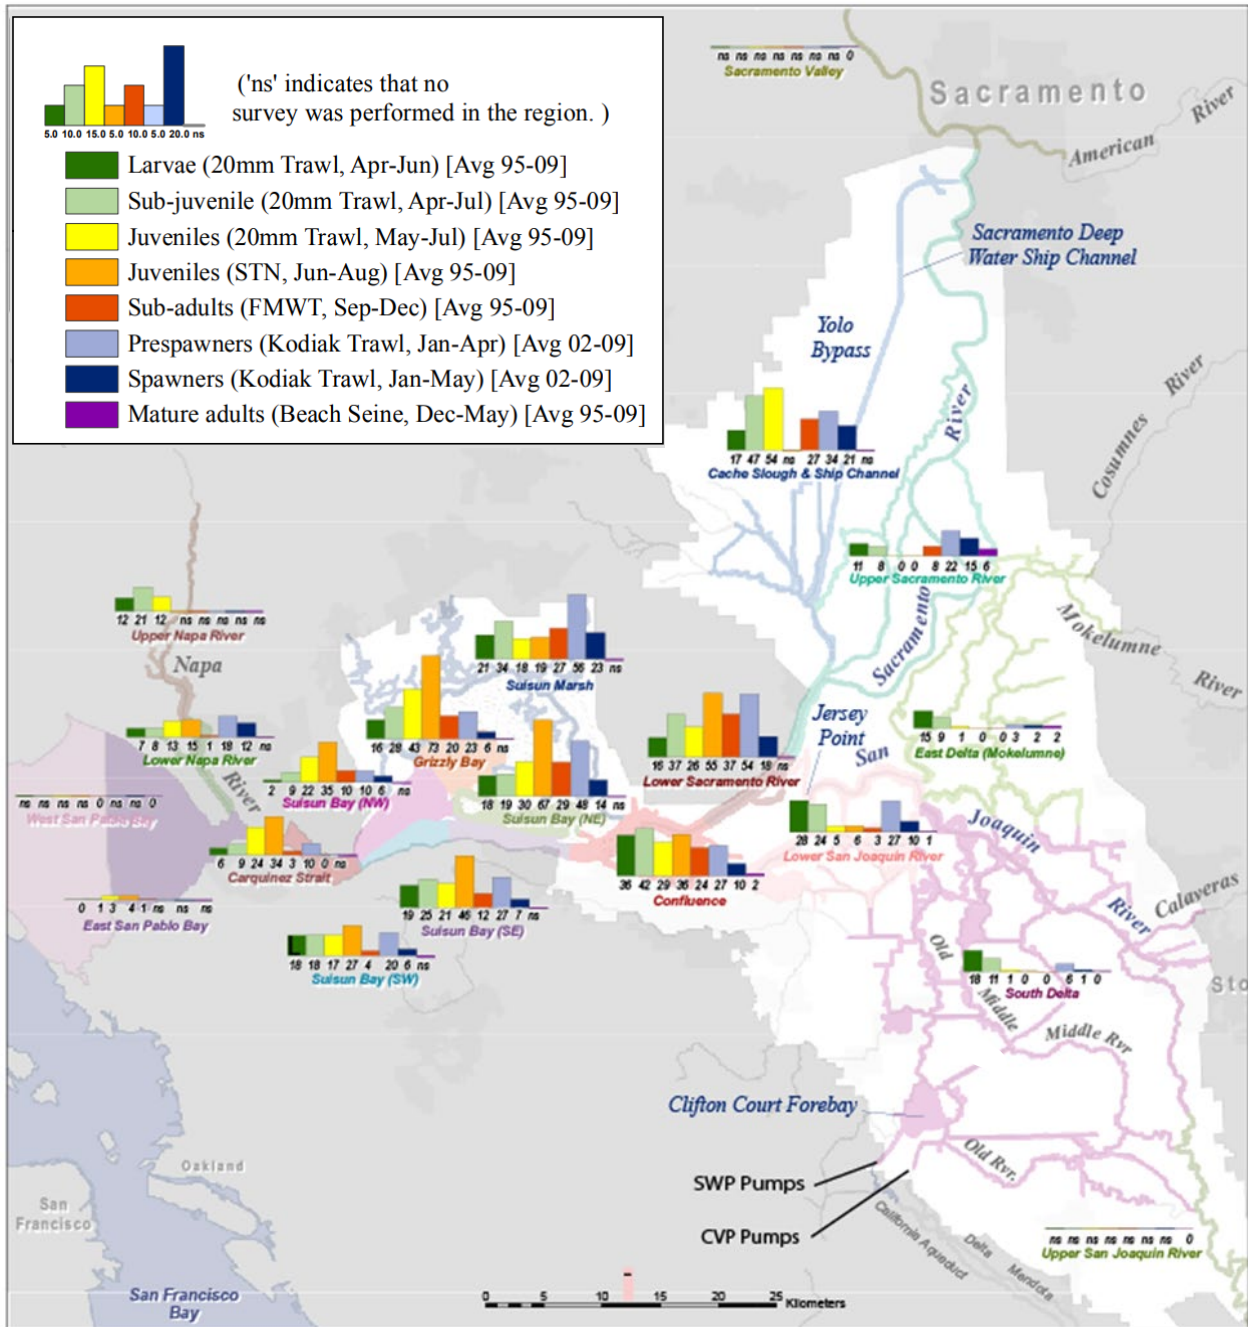 ('ns' indicates that no
survey was performed in the region. )
5.0 10.0 15.0 5.0 10.0 5.0 20.0 ns
Larvae (20mm Trawl, Apr-Jun) [Avg 95-09]
Sub-juvenile (20mm Trawl, Apr-Jul) [Avg 95-09]
Juveniles (20mm Trawl, May-Jul) [Avg 95-09]
Juveniles (STN, Jun-Aug) [Avg 95-09]
Sub-adults (FMWT, Sep-Dec) [Avg 95-09]
Prespawners (Kodiak Trawl, Jan-Apr) [Avg 02-09]
Spawners (Kodiak Trawl, Jan-May) [Avg 02-09]
Mature adults (Beach Seine, Dec-May) [Avg 95-09]
ns ns ns ns ns ns ns 0
Sacramento Valley
Sacramento
American River
Sacramento Deep
Water Ship Channel
Yolo
Bypass
River
Cosumnes River
17 47 54 ns 27 34 21 ns
Cache Slough & Ship Channel
11 8 0 0 8 22 15 6
Upper Sacramento River
Sacramento
Mokelumne
River
12 21 12 ns ns ns ns ns
Upper Napa River
Napa
21 34 18 19 27 56 23 ns
Suisun Marsh
7 8 13 15 1 18 12 ns
Lower Napa River
River
16 28 43 73 20 23 6 ns
Grizzly Bay
2 9 22 35 10 10 6 ns
Suisun Bay (NW)
18 19 30 67 29 48 14 ns
Suisun Bay (NE)
16 37 26 55 37 54 18 ns
Lower Sacramento River
Jersey
Point
San
15 9 1 0 0 3 2 2
East Delta (Mokelumne)
ns ns ns ns ns ns 0
West San Pablo Bay
6 9 24 34 3 10 0 ns
Carquinez Strait
28 24 5 6 3 27 10 1
Lower San Joaquin River
Joaquin
River
Calaveras
36 42 29 36 24 27 10 2
Confluence
0 1 3 4 1 ns ns ns
East San Pablo Bay
19 25 21 46 12 27 7 ns
Suisun Bay (SE)
18 18 17 27 4 20 6 ns
Suisun Bay (SW)
Old
18 11 1 0 0 6 1 0
South Delta
Sto
Middle
Middle Rvr
Clifton Court Forebay
Old Rvr.
SWP Pumps
CVP Pumps
California Aqueduct
Delta
Mendota
ns ns ns ns ns ns ns 0
Upper San Joaquin River
Oakland
San
Francisco
San Francisco
Bay
0 5 10 15 20 25 Kilometers